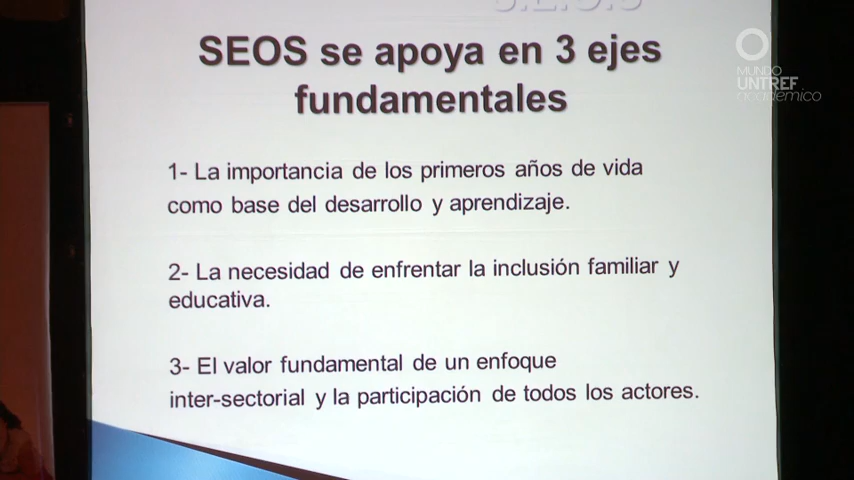 S.E.O.S
SEOS se apoya en 3 ejes
fundamentales
MUNDO
UNTREF
académico
1- La importancia de los primeros años de vida
como base del desarrollo y aprendizaje.
2- La necesidad de enfrentar la inclusión familiar y
educativa.
3- El valor fundamental de un enfoque
inter-sectorial y la participación de todos los actores.